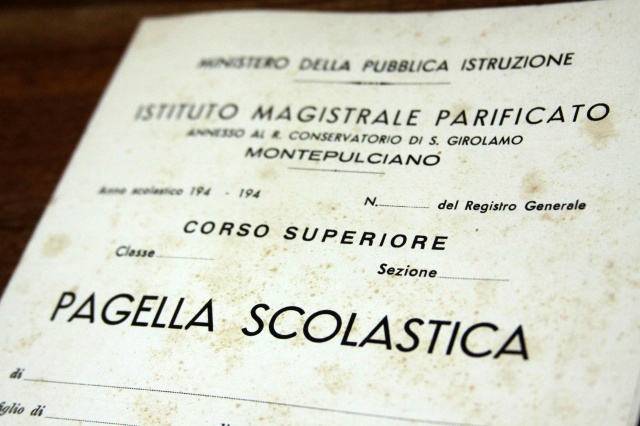 MINISTERO DELLA PUBBLICA ISTRUZIONE
ISTITUTO MAGISTRALE PARIFICATO
ANNESSO AL R. CONSERVATORIO DI S. GIROLAMO
MONTEPULCIANO
Anno scolastico 194 - 194
N. del Registro Generale
CORSO SUPERIORE
Classe
Sezione
PAGELLA SCOLASTICA
di
figlio di